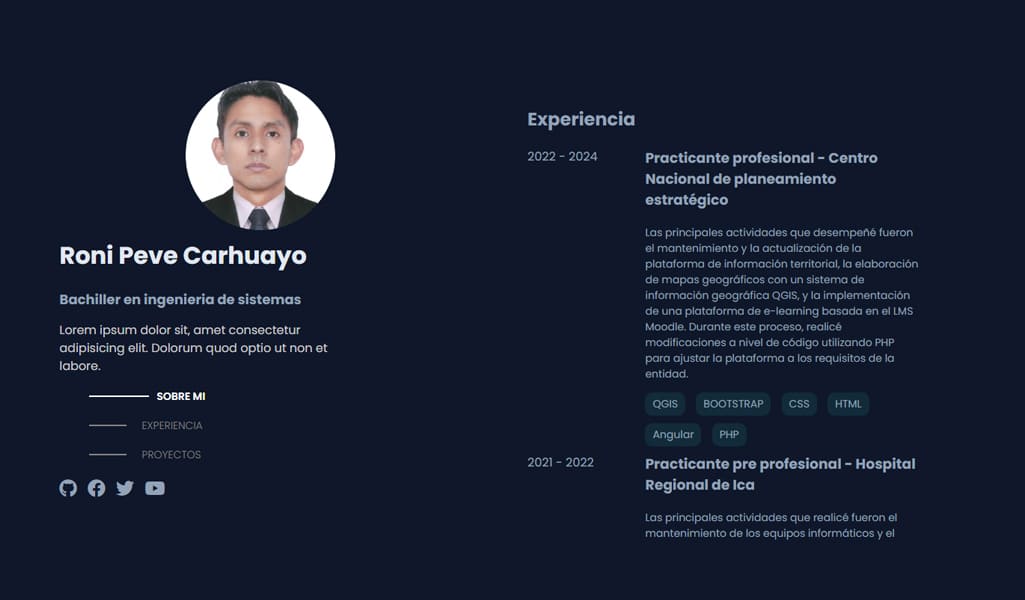 Roni Peve Carhuayo
Bachiller en ingenieria de sistemas
Lorem ipsum dolor sit, amet consectetur
adipisicing elit. Dolorum quod optio ut non et
labore.
SOBRE MI
EXPERIENCIA
PROYECTOS
Experiencia
2022 - 2024
Practicante profesional - Centro
Nacional de planeamiento
estratégico
Las principales actividades que desempeñé fueron
el mantenimiento y la actualización de la
plataforma de información territorial, la elaboración
de mapas geográficos con un sistema de
información geográfica QGIS, y la implementación
de una plataforma de e-learning basada en el LMS
Moodle. Durante este proceso, realicé
modificaciones a nivel de código utilizando PHP
para ajustar la plataforma a los requisitos de la
entidad.
QGIS BOOTSTRAP CSS HTML
Angular PHP
2021 - 2022
Practicante pre profesional - Hospital
Regional de Ica
Las principales actividades que realicé fueron el
mantenimiento de los equipos informáticos y el